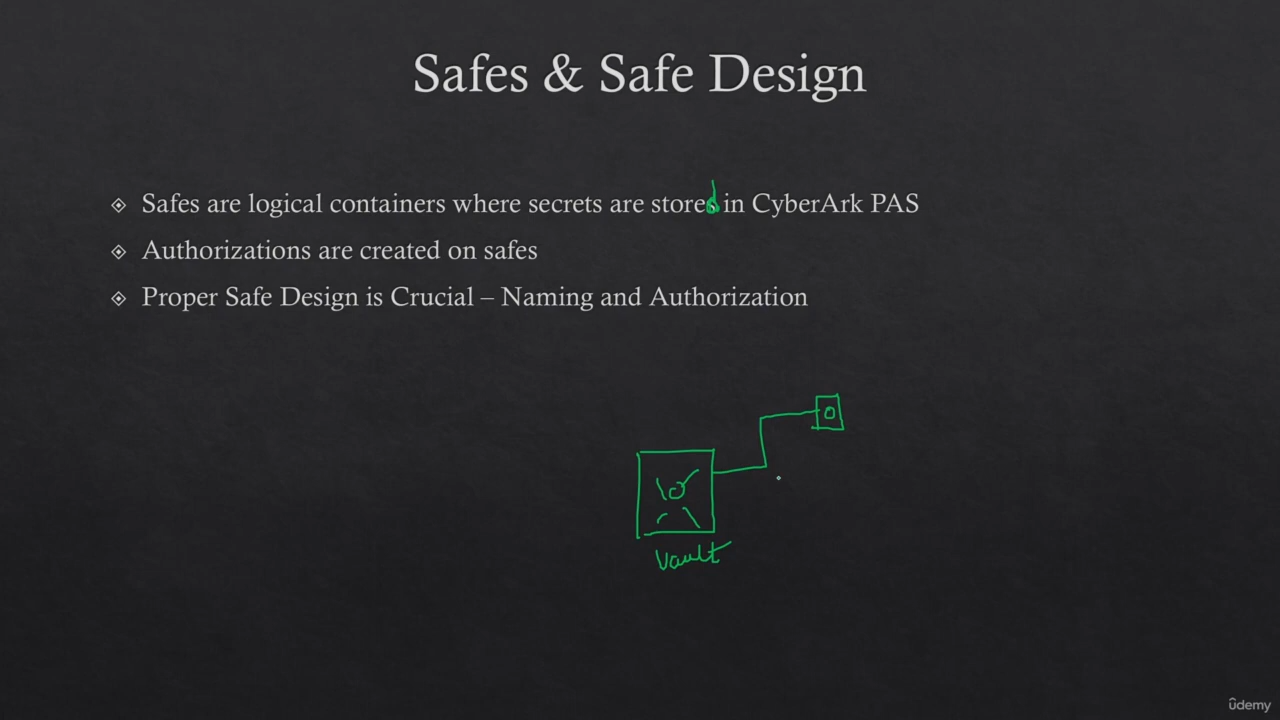 Safes & Safe Design
Safes are logical containers where secrets are stored in CyberArk PAS
Authorizations are created on safes
Proper Safe Design is Crucial – Naming and Authorization
Vault
ûdemy